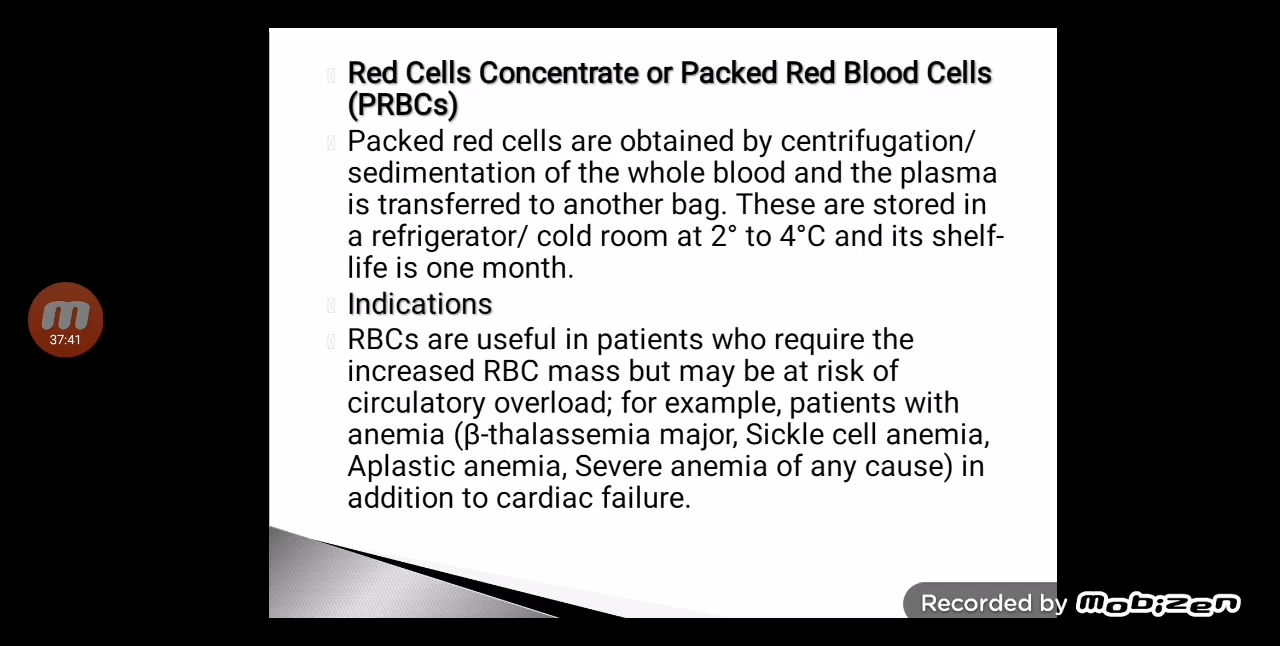 Red Cells Concentrate or Packed Red Blood Cells
(PRBCs)
Packed red cells are obtained by centrifugation/
sedimentation of the whole blood and the plasma
is transferred to another bag. These are stored in
a refrigerator/ cold room at 2° to 4°C and its shelf-
life is one month.
Indications
RBCs are useful in patients who require the
increased RBC mass but may be at risk of
circulatory overload; for example, patients with
anemia (β-thalassemia major, Sickle cell anemia,
Aplastic anemia, Severe anemia of any cause) in
addition to cardiac failure.
m
37:41
Recorded by mobizen